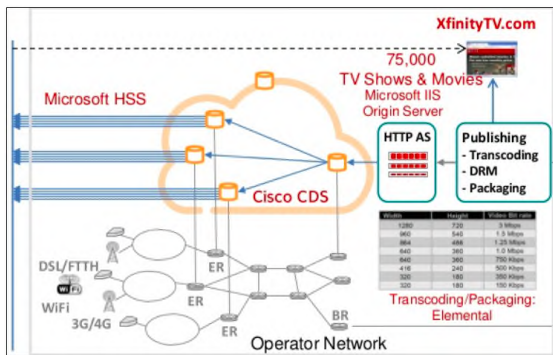 XfinityTV.com
75,000
TV Shows & Movies
Microsoft IIS
Origin Server
Microsoft HSS
HTTP AS
Publishing
- Transcoding
- DRM
- Packaging
Cisco CDS
Width Height Video Bit rate
1280 720 3 Mbps
960 540 1.5 Mbps
864 486 1.25 Mbps
640 360 1.0 Mbps
640 360 750 Kbps
416 240 500 Kbps
320 180 350 Kbps
320 180 150 Kbps
Transcoding/Packaging:
Elemental
DSL/FTTH
WiFi
WiFi
3G/4G
ER
ER
ER
BR
Operator Network